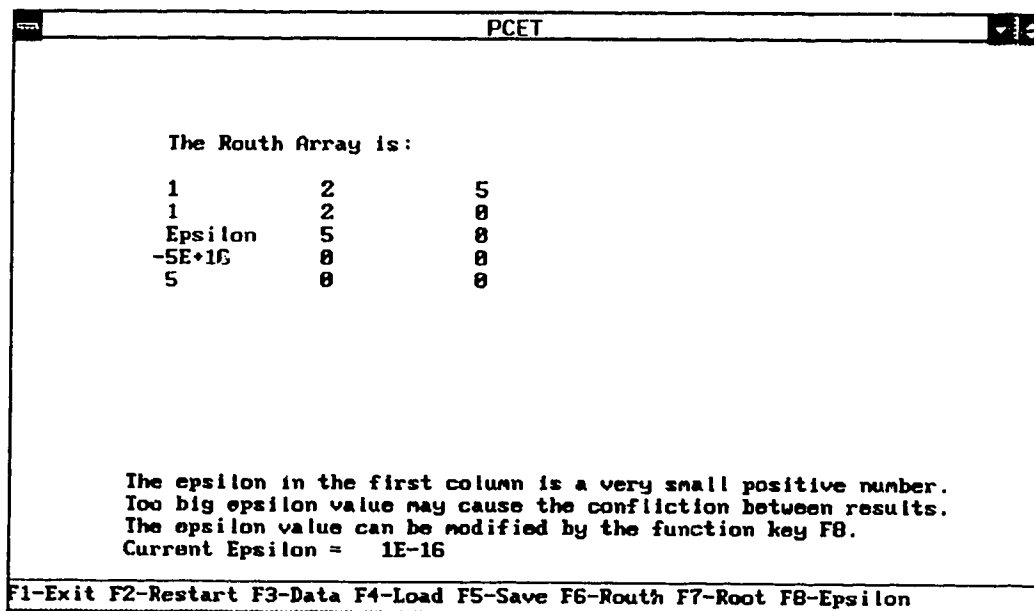 PCET
The Routh Array is:
1 2 5
1 2 0
Epsilon 5 0
-5E+16 0 0
5 0 0
The epsilon in the first column is a very small positive number.
Too big epsilon value may cause the confliction between results.
The epsilon value can be modified by the function key F8.
Current Epsilon = 1E-16
F1-Exit F2-Restart F3-Data F4-Load F5-Save F6-Routh F7-Root F8-Epsilon